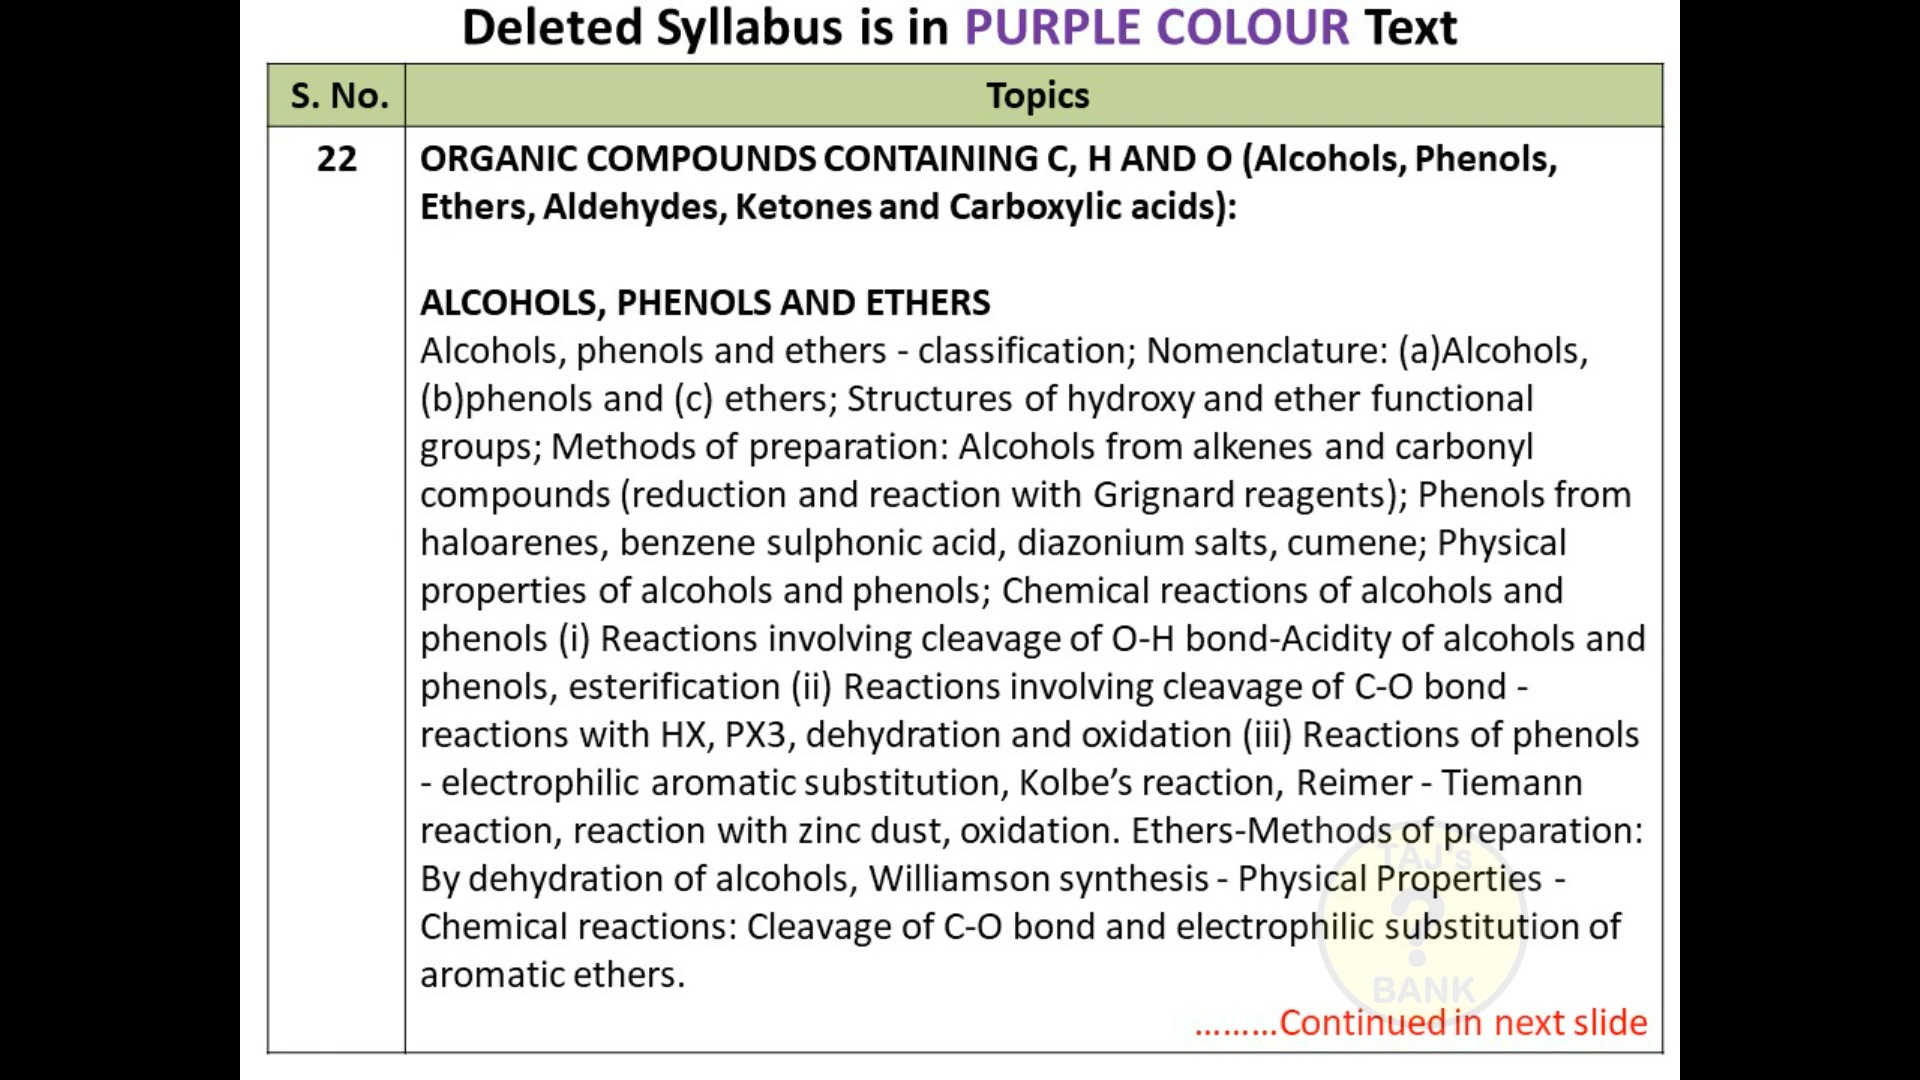 Deleted Syllabus is in PURPLE COLOUR Text
S. No.
Topics
22
ORGANIC COMPOUNDS CONTAINING C, H AND O (Alcohols, Phenols,
Ethers, Aldehydes, Ketones and Carboxylic acids):
ALCOHOLS, PHENOLS AND ETHERS
Alcohols, phenols and ethers - classification; Nomenclature: (a)Alcohols,
(b)phenols and (c) ethers; Structures of hydroxy and ether functional
groups; Methods of preparation: Alcohols from alkenes and carbonyl
compounds (reduction and reaction with Grignard reagents); Phenols from
haloarenes, benzene sulphonic acid, diazonium salts, cumene; Physical
properties of alcohols and phenols; Chemical reactions of alcohols and
phenols (i) Reactions involving cleavage of O-H bond-Acidity of alcohols and
phenols, esterification (ii) Reactions involving cleavage of C-O bond -
reactions with HX, PX3, dehydration and oxidation (iii) Reactions of phenols
- electrophilic aromatic substitution, Kolbe’s reaction, Reimer - Tiemann
reaction, reaction with zinc dust, oxidation. Ethers-Methods of preparation:
By dehydration of alcohols, Williamson synthesis - Physical Properties -
Chemical reactions: Cleavage of C-O bond and electrophilic substitution of
aromatic ethers.
TAJ's
?
BANK
.........Continued in next slide